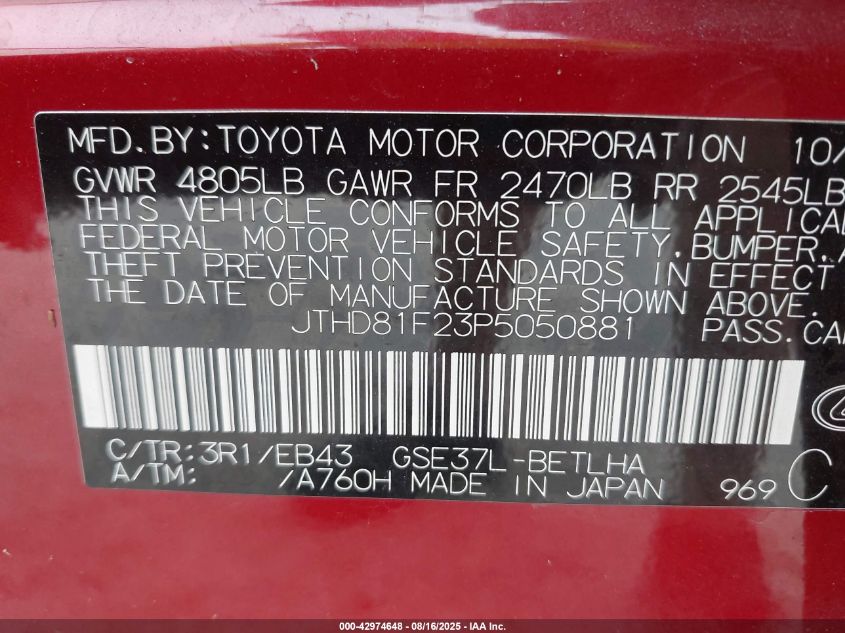 MFD. BY: TOYOTA MOTOR CORPORATION 10/
GVWR 4805LB GAWR FR 2470LB RR 2545LB
THIS VEHICLE CONFORMS TO ALL APPLICA
FEDERAL MOTOR VEHICLE SAFETY, BUMPER, A
THEFT PREVENTION STANDARDS IN EFFECT
THE DATE OF MANUFACTURE SHOWN ABOVE.
JTHD81F23P5050881 PASS. CA
C/TR: 3R1/EB43 GSE37L-BETLHA
A/TM: /A760H MADE IN JAPAN 969 C
000-42974648 - 08/16/2025 - IAA Inc.